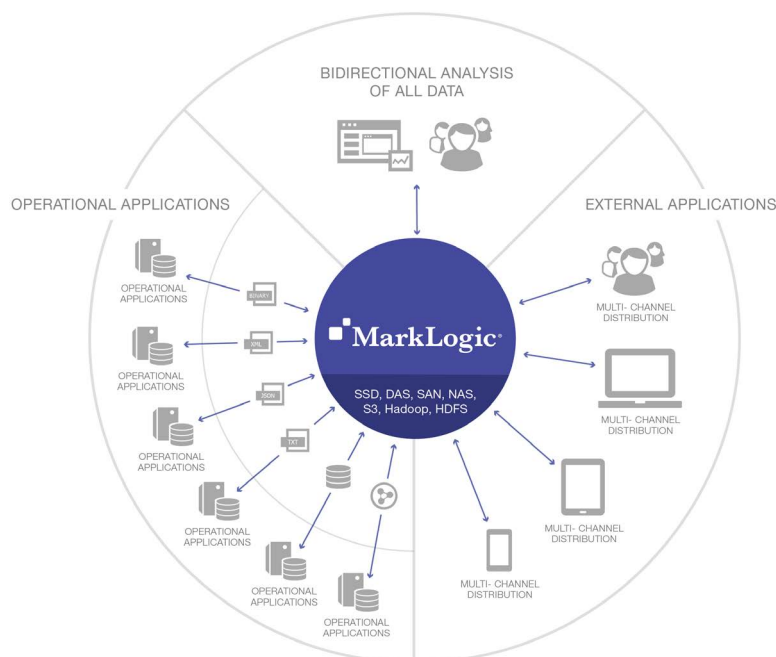 BIDIRECTIONAL ANALYSIS
OF ALL DATA
OPERATIONAL APPLICATIONS
EXTERNAL APPLICATIONS
OPERATIONAL
APPLICATIONS
BINARY
OPERATIONAL
APPLICATIONS
XML
OPERATIONAL
APPLICATIONS
JSON
OPERATIONAL
APPLICATIONS
TXT
OPERATIONAL
APPLICATIONS
OPERATIONAL
APPLICATIONS
MarkLogic®
SSD, DAS, SAN, NAS,
S3, Hadoop, HDFS
MULTI- CHANNEL
DISTRIBUTION
MULTI- CHANNEL
DISTRIBUTION
MULTI- CHANNEL
DISTRIBUTION
MULTI- CHANNEL
DISTRIBUTION